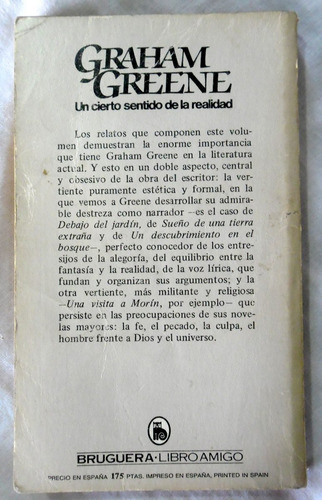 GRAHAM
GREENE
Un cierto sentido de la realidad
Los relatos que componen este volu-
men demuestran la enorme importancia
que tiene Graham Greene en la literatura
actual. Y esto en un doble aspecto, central
y obsesivo de la obra del escritor: la ver-
tiente puramente estética y formal, en la
que vemos a Greene desarrollar su admi-
rable destreza como narrador —es el caso de
Debajo del jardín, de Sueño de una tierra
extraña y de Un descubrimiento en el
bosque—, perfecto conocedor de los entre-
sijos de la alegoría, del equilibrio entre la
fantasía y la realidad, de la voz lírica, que
fundan y organizan sus argumentos; y la
otra vertiente, más militante y religiosa
—Una visita a Morín, por ejemplo— que
persiste en las preocupaciones de sus nove-
las mayores: la fe, el pecado, la culpa, el
hombre frente a Dios y el universo.
BRUGUERA·LIBRO AMIGO
PRECIO EN ESPAÑA 175 PTAS. IMPRESO EN ESPAÑA, PRINTED IN SPAIN